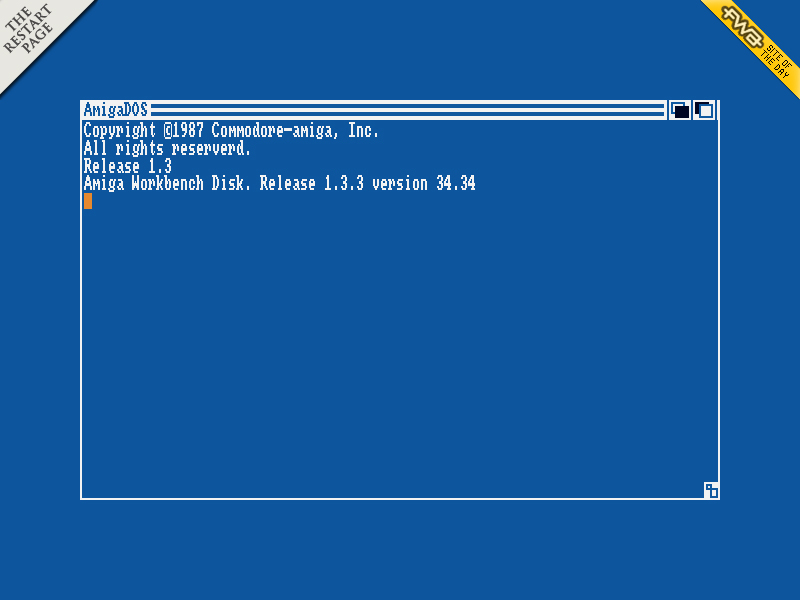 THE
RESTART
PAGE
FWA
SITE OF
THE DAY
AmigaDOS
Copyright ©1987 Commodore-amiga, Inc.
All rights reserverd.
Release 1.3
Amiga Workbench Disk. Release 1.3.3 version 34.34